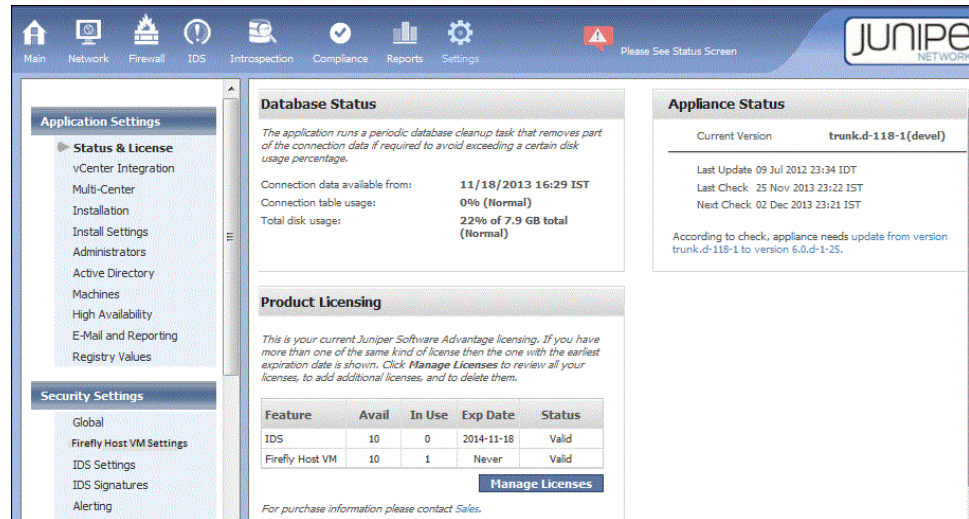 Main
Network
Firewall
IDS
Introspection
Compliance
Reports
Settings
Please See Status Screen
JUNIPE
NETWORK
Application Settings
Status & License
vCenter Integration
Multi-Center
Installation
Install Settings
Administrators
Active Directory
Machines
High Availability
E-Mail and Reporting
Registry Values
Security Settings
Global
Firefly Host VM Settings
IDS Settings
IDS Signatures
Alerting
Database Status
The application runs a periodic database cleanup task that removes part
of the connection data if required to avoid exceeding a certain disk
usage percentage.
Connection data available from: 11/18/2013 16:29 IST
Connection table usage: 0% (Normal)
Total disk usage: 22% of 7.9 GB total
(Normal)
Product Licensing
This is your current Juniper Software Advantage licensing. If you have
more than one of the same kind of license then the one with the earliest
expiration date is shown. Click Manage Licenses to review all your
licenses, to add additional licenses, and to delete them.
Feature Avail In Use Exp Date Status
IDS 10 0 2014-11-18 Valid
Firefly Host VM 10 1 Never Valid
Manage Licenses
For purchase information please contact Sales.
Appliance Status
Current Version trunk.d-118-1(devel)
Last Update 09 Jul 2012 23:34 IDT
Last Check 25 Nov 2013 23:22 IST
Next Check 02 Dec 2013 23:21 IST
According to check, appliance needs update from version
trunk.d-118-1 to version 6.0.d-1-25.